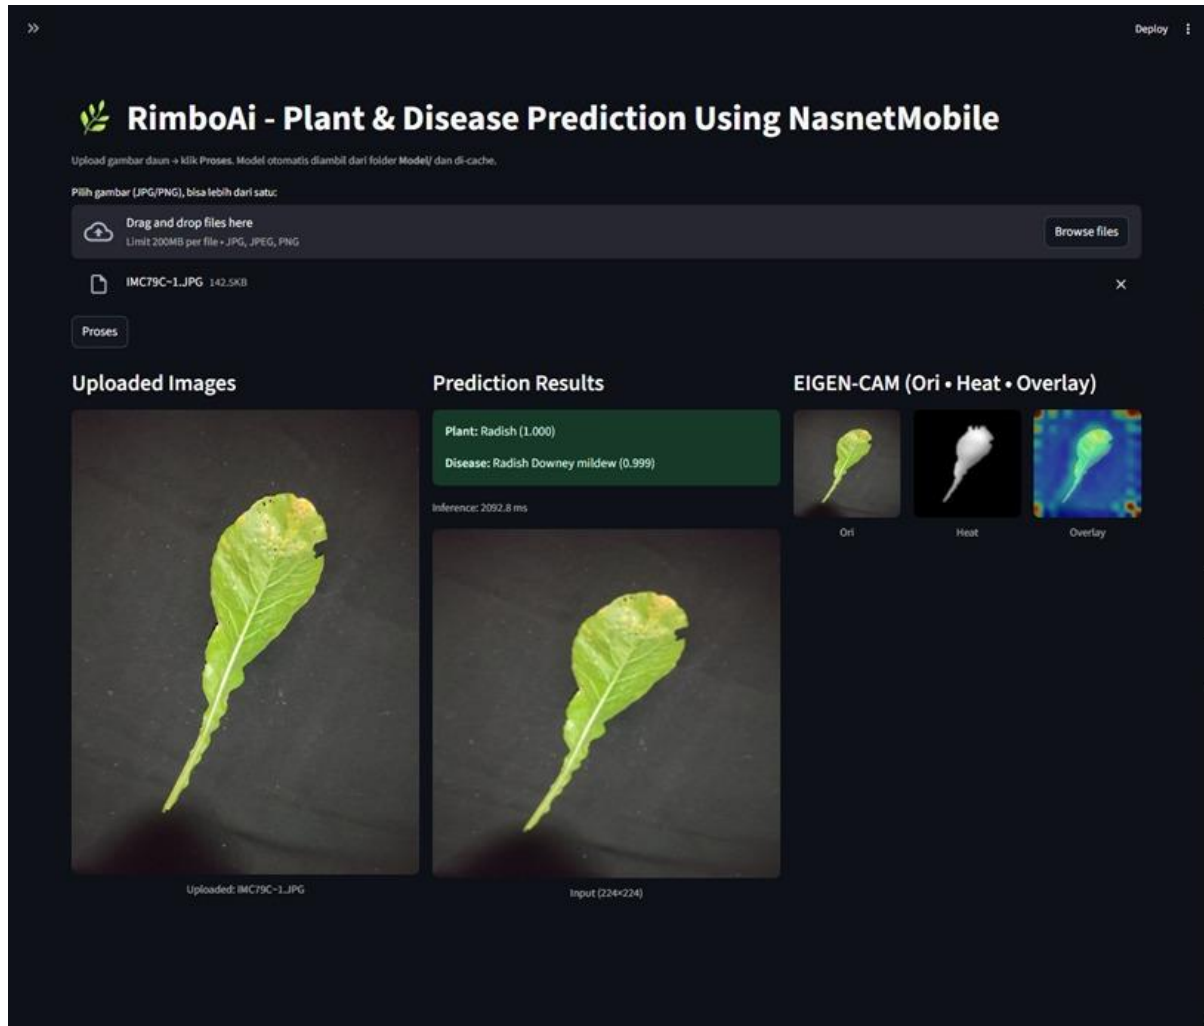 Deploy
RimboAi - Plant & Disease Prediction Using NasnetMobile
Upload gambar daun → klik Proses. Model otomatis diambil dari folder Model/ dan di-cache.
Pilih gambar (JPG/PNG), bisa lebih dari satu:
Drag and drop files here
Limit 200MB per file • JPG, JPEG, PNG
Browse files
IMC79C~1.JPG 142.5KB
Proses
Uploaded Images
Prediction Results
EIGEN-CAM (Ori • Heat • Overlay)
Plant: Radish (1.000)
Disease: Radish Downey mildew (0.999)
Inference: 2092.8 ms
Ori
Heat
Overlay
Uploaded: IMC79C~1.JPG
Input (224×224)